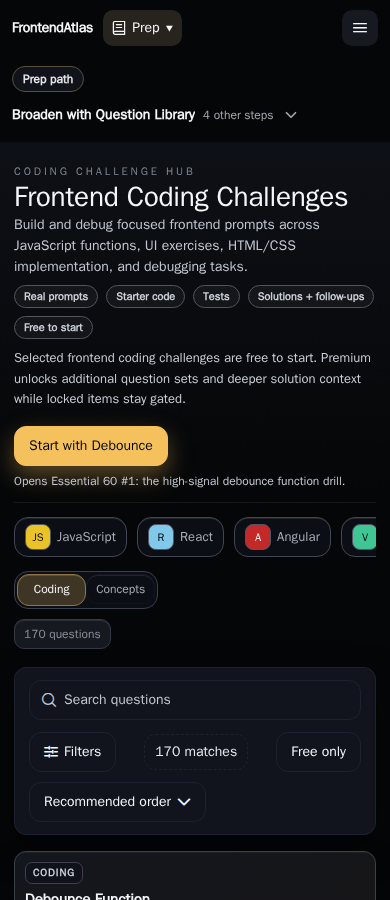 FrontendAtlas Prep
Prep path
Broaden with Question Library 4 other steps
CODING CHALLENGE HUB
Frontend Coding Challenges
Build and debug focused frontend prompts across
JavaScript functions, UI exercises, HTML/CSS
implementation, and debugging tasks.
Real prompts Starter code Tests Solutions + follow-ups
Free to start
Selected frontend coding challenges are free to start. Premium
unlocks additional question sets and deeper solution context
while locked items stay gated.
Start with Debounce
Opens Essential 60 #1: the high-signal debounce function drill.
JS JavaScript R React A Angular V
Coding Concepts
170 questions
Search questions
Filters 170 matches Free only
Recommended order
CODING
Debounce Function